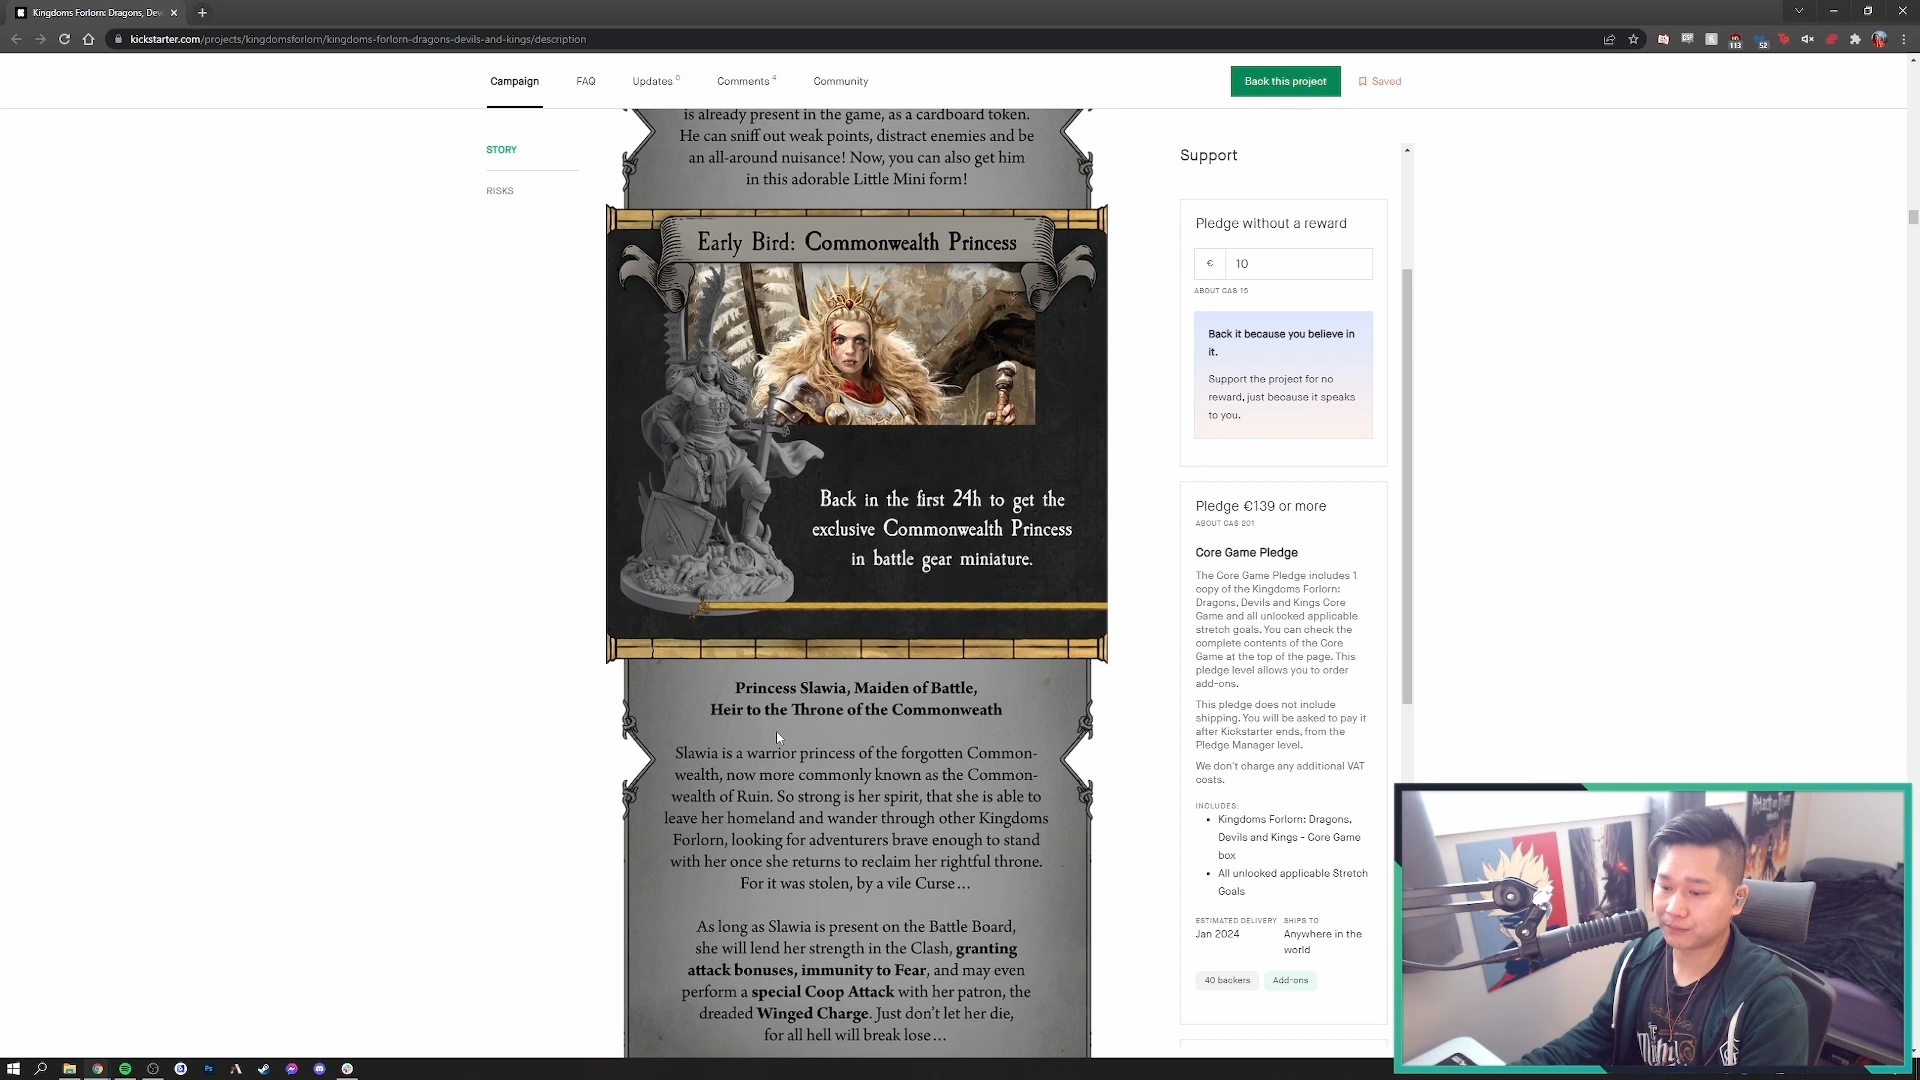 Kingdoms Forlorn: Dragons, Dev
kickstarter.com/projects/kingdomsforlorn/kingdoms-forlorn-dragons-devils-and-kings/description
113
52
Campaign
FAQ
Updates 0
Comments 4
Community
Back this project
Saved
STORY
RISKS
is already present in the game, as a cardboard token.
He can sniff out weak points, distract enemies and be
an all-around nuisance! Now, you can also get him
in this adorable Little Mini form!
Early Bird: Commonwealth Princess
Back in the first 24h to get the
exclusive Commonwealth Princess
in battle gear miniature.
Princess Slawia, Maiden of Battle,
Heir to the Throne of the Commonweath
Slawia is a warrior princess of the forgotten Common-
wealth, now more commonly known as the Common-
wealth of Ruin. So strong is her spirit, that she is able to
leave her homeland and wander through other Kingdoms
Forlorn, looking for adventurers brave enough to stand
with her once she returns to reclaim her rightful throne.
For it was stolen, by a vile Curse…
As long as Slawia is present on the Battle Board,
she will lend her strength in the Clash, granting
attack bonuses, immunity to Fear, and may even
perform a special Coop Attack with her patron, the
dreaded Winged Charge. Just don't let her die,
for all hell will break lose…
Support
Pledge without a reward
€ 10
ABOUT CA$ 15
Back it because you believe in
it.
Support the project for no
reward, just because it speaks
to you.
Pledge €139 or more
ABOUT CA$ 201
Core Game Pledge
The Core Game Pledge includes 1
copy of the Kingdoms Forlorn:
Dragons, Devils and Kings Core
Game and all unlocked applicable
stretch goals. You can check the
complete contents of the Core
Game at the top of the page. This
pledge level allows you to order
add-ons.
This pledge does not include
shipping. You will be asked to pay it
after Kickstarter ends, from the
Pledge Manager level.
We don't charge any additional VAT
costs.
INCLUDES:
• Kingdoms Forlorn: Dragons,
Devils and Kings - Core Game
box
• All unlocked applicable Stretch
Goals
ESTIMATED DELIVERY SHIPS TO
Jan 2024 Anywhere in the
world
40 backers Add-ons